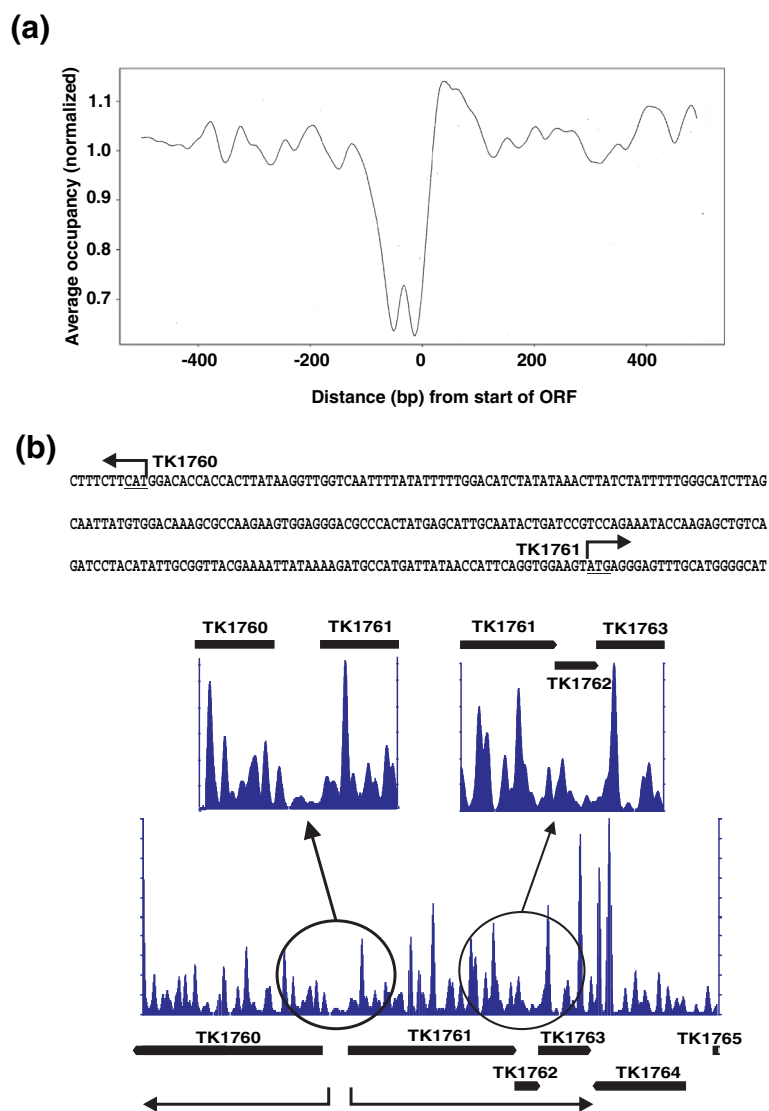 (a)
Average occupancy (normalized)
1.1
1.0
0.9
0.8
0.7
-400 -200 0 200 400
Distance (bp) from start of ORF
(b)
TK1760
CTTTCTTCATGGACACCACCACTTATAAGGTTGGTCAATTTTATATTTTTGGACATCTATATAAACTTATCTATTTTTGGGCATCTTAG
CAATTATGTGGACAAAGCGCCAAGAAGTGGAGGGACGCCCACTATGAGCATTGCAATACTGATCCGTCCAGAAATACCAAGAGCTGTCA
TK1761
GATCCTACATATTGCGGTTACGAAAATTATAAAAGATGCCATGATTATAACCATTCAGGTGGAAGTATGAGGGAGTTTGCATGGGGCAT
TK1760 TK1761 TK1761 TK1763
TK1762
TK1760 TK1761 TK1763 TK1765
TK1762 TK1764